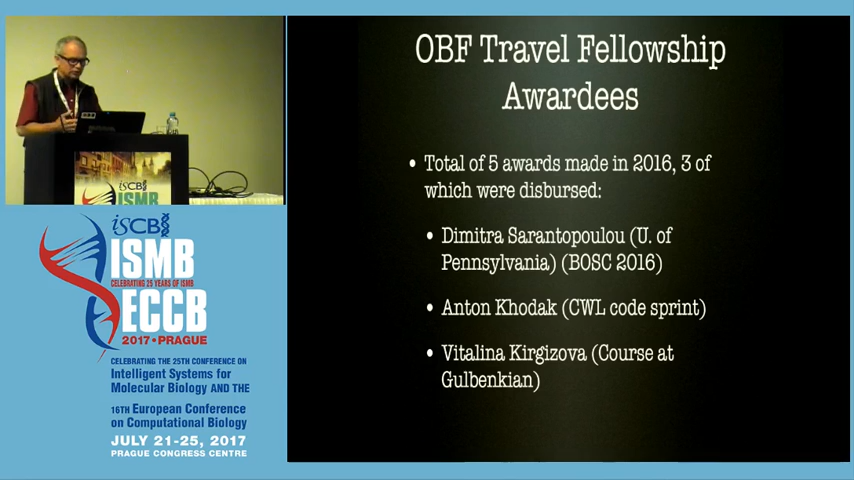 OBF Travel Fellowship
Awardees
• Total of 5 awards made in 2016, 3 of
which were disbursed:
• Dimitra Sarantopoulou (U. of
Pennsylvania) (BOSC 2016)
• Anton Khodak (CWL code sprint)
• Vitalina Kirgizova (Course at
Gulbenkian)
iSCB
ISMB
iSCB
ISMB
CELEBRATING 25 YEARS OF ISMB
ECCB
2017 • PRAGUE
CELEBRATING THE 25TH CONFERENCE ON
Intelligent Systems for
Molecular Biology AND THE
16TH European Conference
on Computational Biology
JULY 21-25, 2017
PRAGUE CONGRESS CENTRE